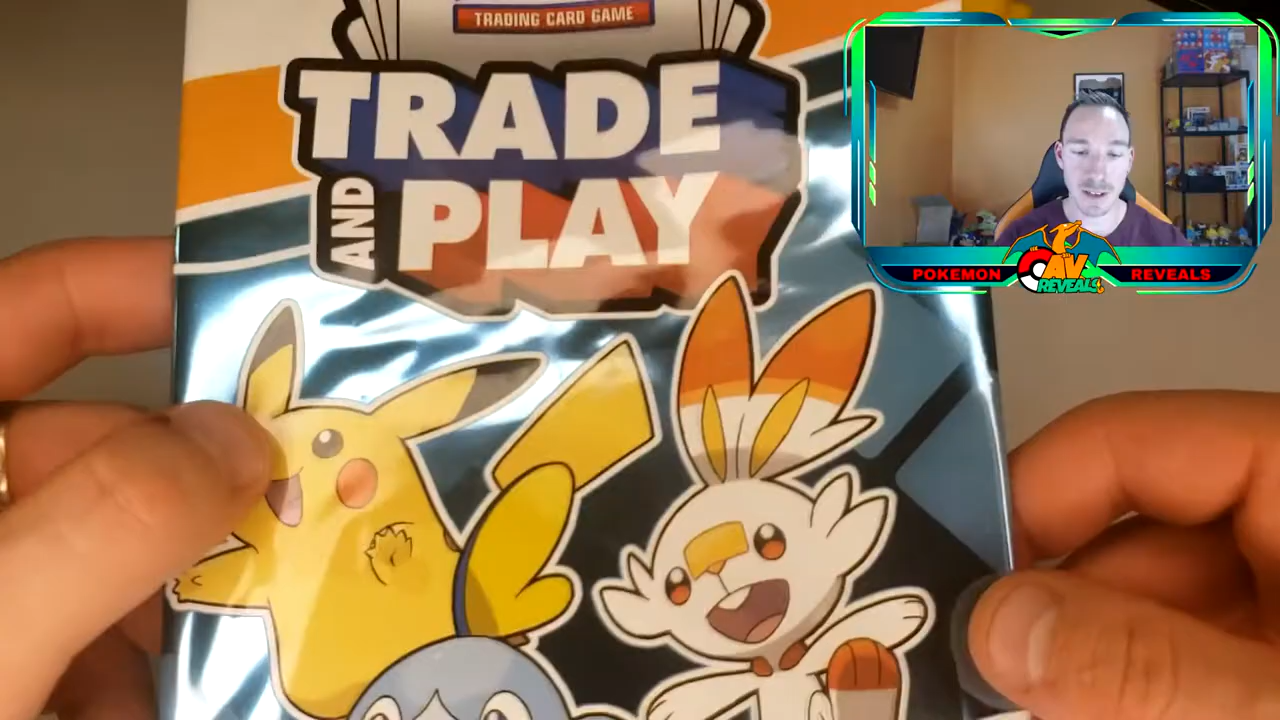 TRADING CARD GAME
TRADE
AND
PLAY
POKEMON
AV
REVEALS
REVEALS